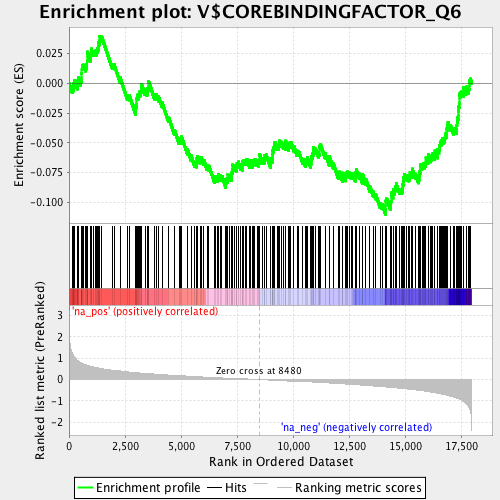 Enrichment plot: V$COREBINDINGFACTOR_Q6
Enrichment score (ES)
0.025
0.000
-0.025
-0.050
-0.075
-0.100
'na_pos' (positively correlated)
Ranked list metric (PreRanked)
3
2
1
0
-1
-2
Zero cross at 8480
'na_neg' (negatively correlated)
0
2,500
5,000
7,500
10,000
12,500
15,000
17,500
Rank in Ordered Dataset
Enrichment profile
Hits
Ranking metric scores